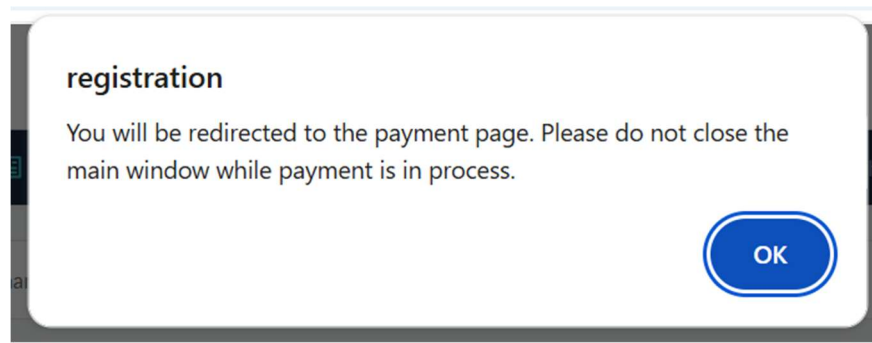 registration
You will be redirected to the payment page. Please do not close the
main window while payment is in process.
OK